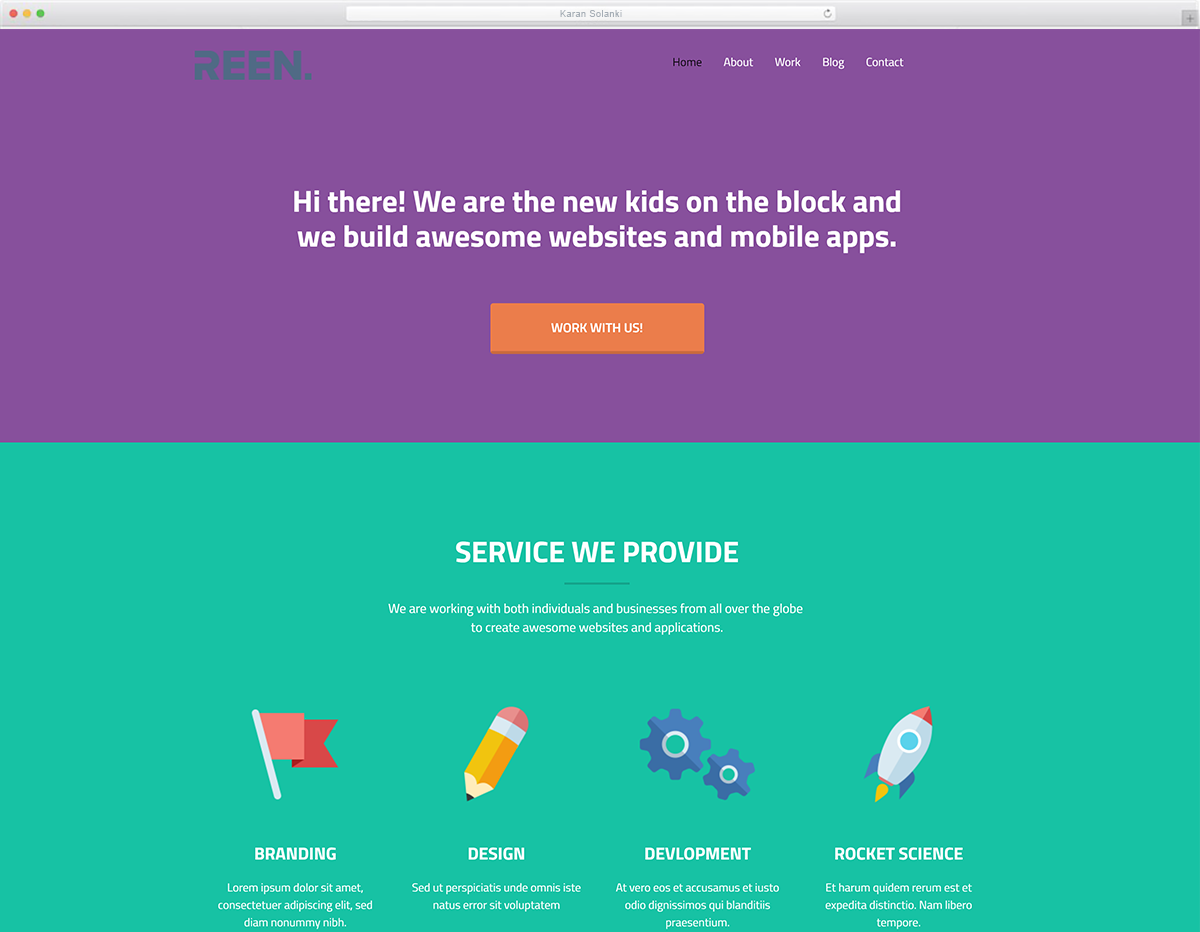 Karan Solanki
REEN.
Home About Work Blog Contact
Hi there! We are the new kids on the block and
we build awesome websites and mobile apps.
WORK WITH US!
SERVICE WE PROVIDE
We are working with both individuals and businesses from all over the globe
to create awesome websites and applications.
BRANDING
Lorem ipsum dolor sit amet,
consectetuer adipiscing elit, sed
diam nonummy nibh.
DESIGN
Sed ut perspiciatis unde omnis iste
natus error sit voluptatem
DEVLOPMENT
At vero eos et accusamus et iusto
odio dignissimos qui blanditiis
praesentium.
ROCKET SCIENCE
Et harum quidem rerum est et
expedita distinctio. Nam libero
tempore.